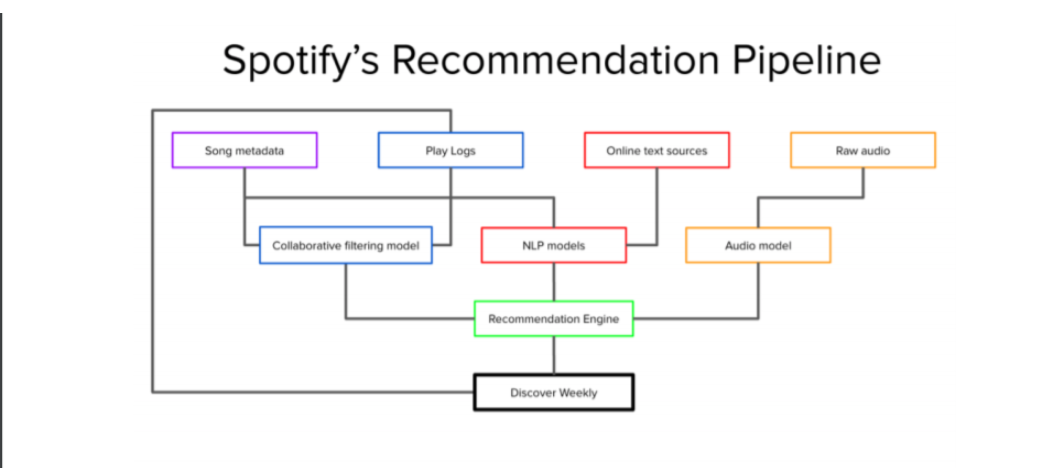 Spotify’s Recommendation Pipeline
Song metadata
Play Logs
Online text sources
Raw audio
Collaborative filtering model
NLP models
Audio model
Recommendation Engine
Discover Weekly